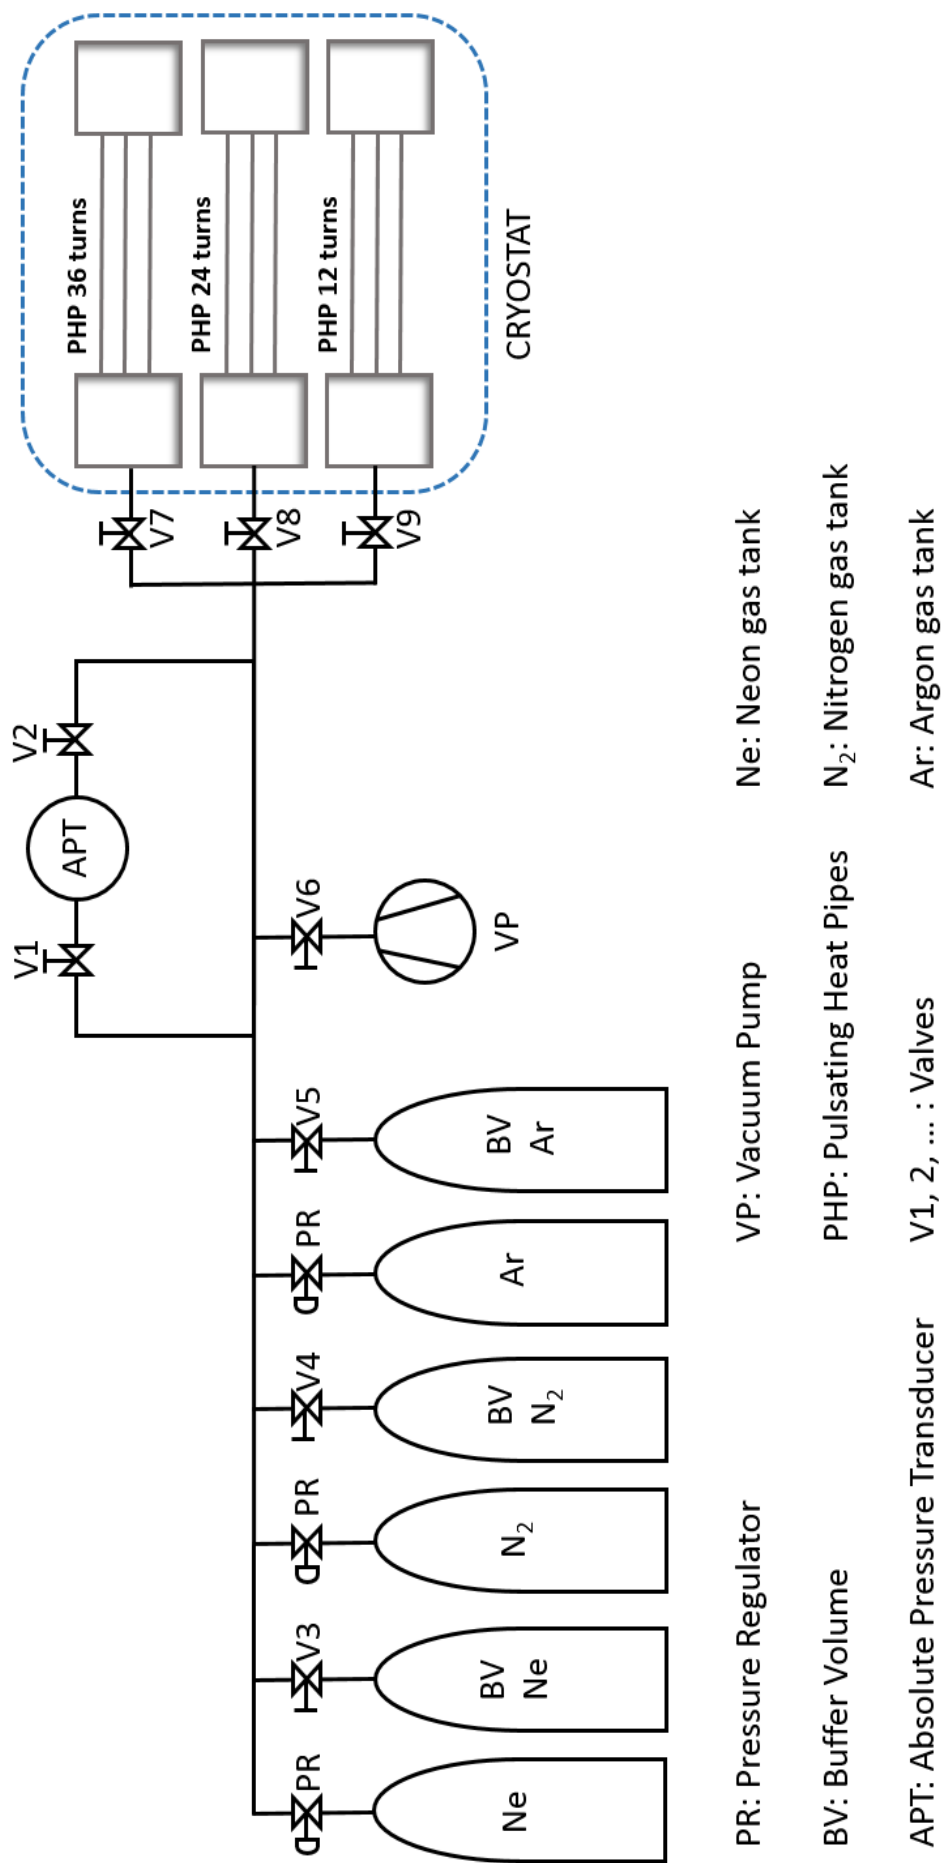 V1
APT
V2
PHP 36 turns
PHP 24 turns
PHP 12 turns
V7
V8
V9
CRYOSTAT
PR
V3
PR
V4
PR
V5
V6
VP
Ne
BV
Ne
N₂
BV
N₂
Ar
BV
Ar
PR: Pressure Regulator
VP: Vacuum Pump
Ne: Neon gas tank
BV: Buffer Volume
PHP: Pulsating Heat Pipes
N₂: Nitrogen gas tank
APT: Absolute Pressure Transducer
V1, 2, ... : Valves
Ar: Argon gas tank